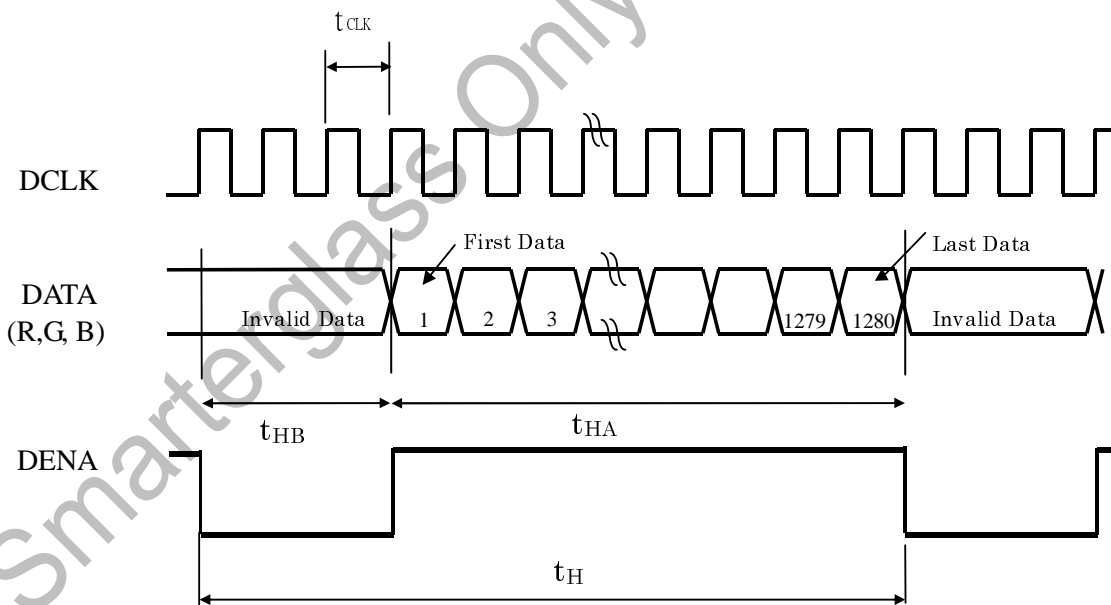 tCLK
DCLK
First Data
Last Data
DATA
(R,G, B)
Invalid Data
1
2
3
1279
1280
Invalid Data
tHB
tHA
DENA
tH
Smarterglass Only